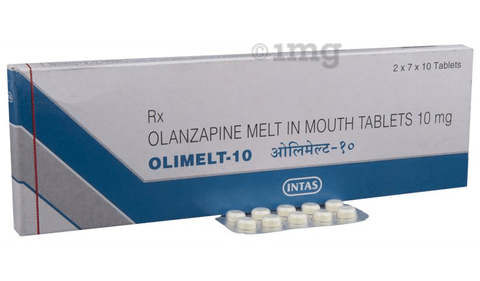 ©1mg
2 x 7 x 10 Tablets
Rx
OLANZAPINE MELT IN MOUTH TABLETS 10 mg
OLIMELT-10 ओलिमेल्ट-१०
INTAS